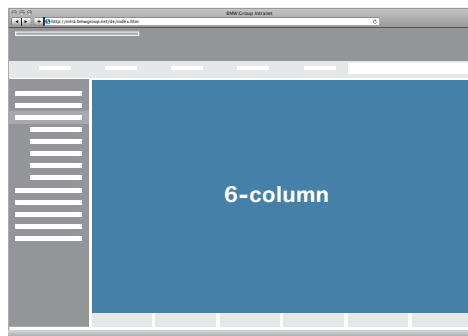 BMW Group Intranet
http://intra.bmwgroup.net/de/index.htm
6-column